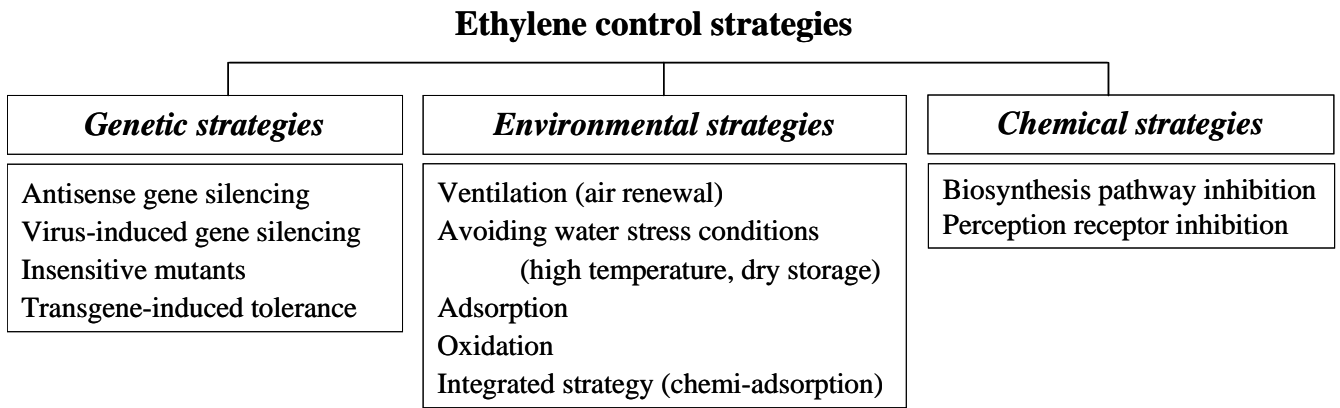 Ethylene control strategies
Genetic strategies
Environmental strategies
Chemical strategies
Antisense gene silencing
Virus-induced gene silencing
Insensitive mutants
Transgene-induced tolerance
Ventilation (air renewal)
Avoiding water stress conditions
(high temperature, dry storage)
Adsorption
Oxidation
Integrated strategy (chemi-adsorption)
Biosynthesis pathway inhibition
Perception receptor inhibition